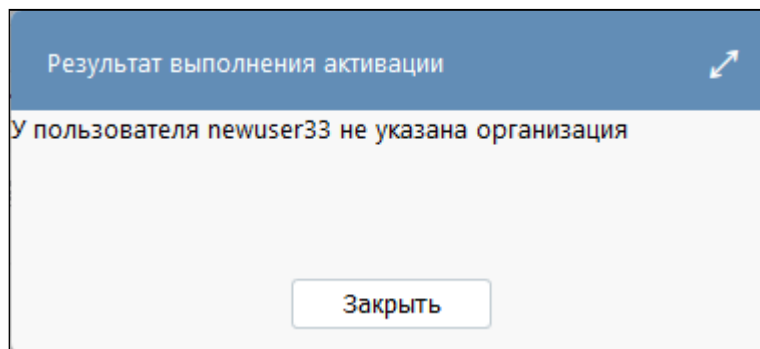 Результат выполнения активации
У пользователя newuser33 не указана организация
Закрыть